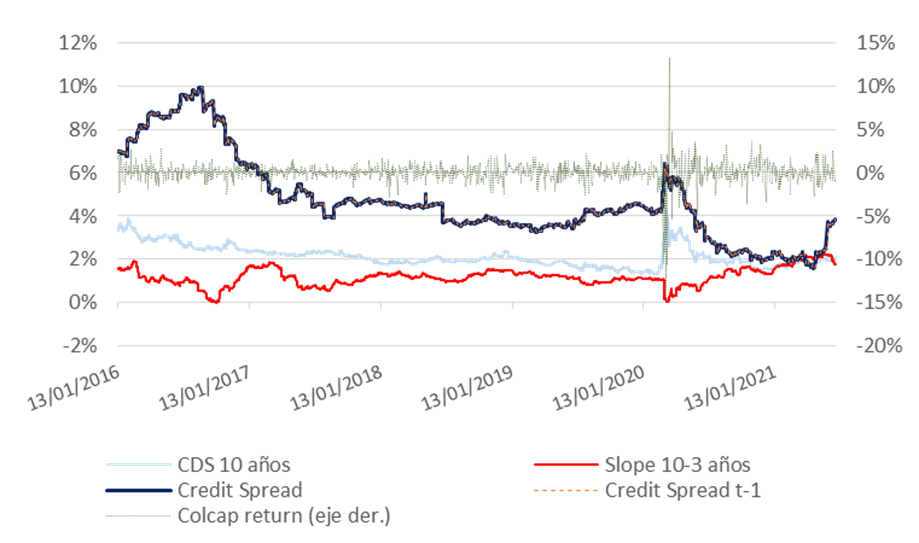 12% 15%
10% 10%
8% 5%
6% 0%
4% -5%
2% -10%
0% -15%
-2% -20%
13/01/2016 13/01/2017 13/01/2018 13/01/2019 13/01/2020 13/01/2021
CDS 10 años Slope 10-3 años
Credit Spread Credit Spread t-1
Colcap return (eje der.)